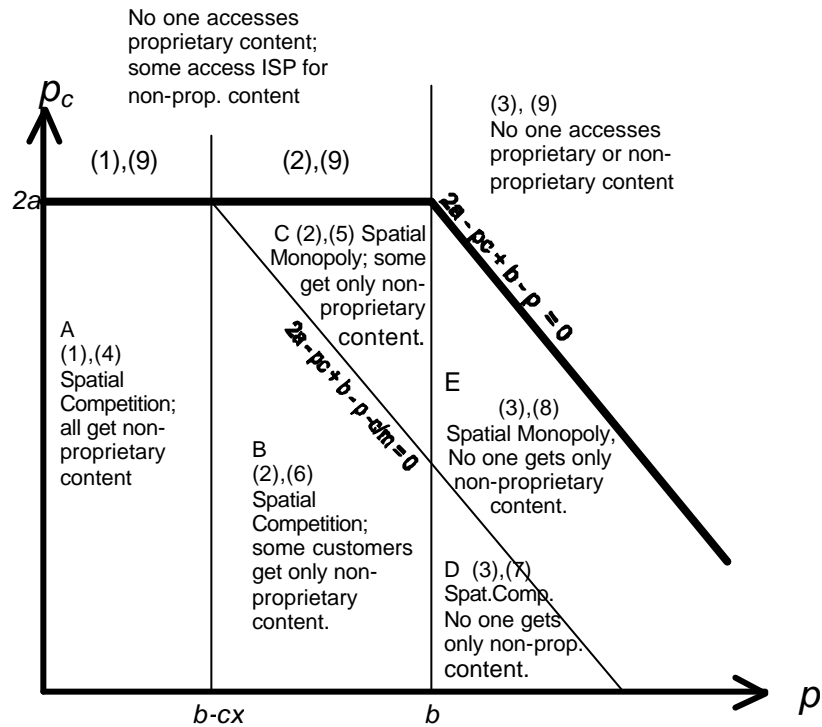 No one accesses
proprietary content;
some access ISP for
non-prop. content
pc
(3), (9)
No one accesses
proprietary or non-
proprietary content
(1),(9)
(2),(9)
2a
2a - pc + b - p = 0
C (2),(5) Spatial
Monopoly; some
get only non-
proprietary
content.
2a - pc + b - p -c/m = 0
A
(1),(4)
Spatial
Competition;
all get non-
proprietary
content
B
(2),(6)
Spatial
Competition;
some customers
get only non-
proprietary
content.
E
(3),(8)
Spatial Monopoly,
No one gets only
non-proprietary
content.
D (3),(7)
Spat.Comp.
No one gets
only non-prop.
content.
b-cx
b
p